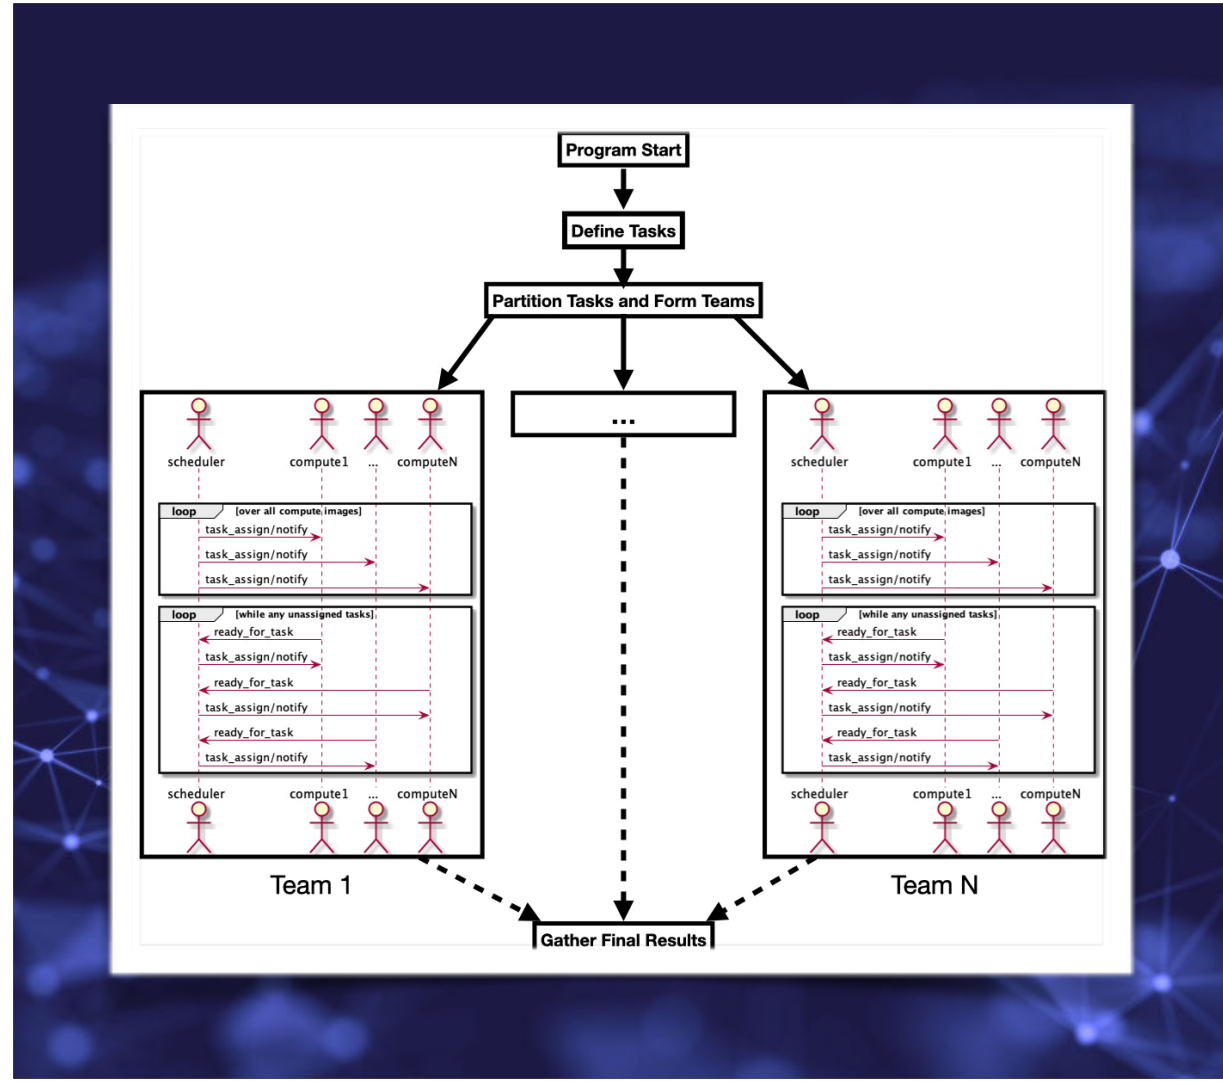 Program Start
Define Tasks
Partition Tasks and Form Teams
...
scheduler compute1 ... computeN
loop [over all compute images]
task_assign/notify
task_assign/notify
task_assign/notify
loop [while any unassigned tasks]
ready_for_task
task_assign/notify
ready_for_task
task_assign/notify
ready_for_task
task_assign/notify
scheduler compute1 ... computeN
Team 1
scheduler compute1 ... computeN
loop [over all compute images]
task_assign/notify
task_assign/notify
task_assign/notify
loop [while any unassigned tasks]
ready_for_task
task_assign/notify
ready_for_task
task_assign/notify
ready_for_task
task_assign/notify
scheduler compute1 ... computeN
Team N
Gather Final Results